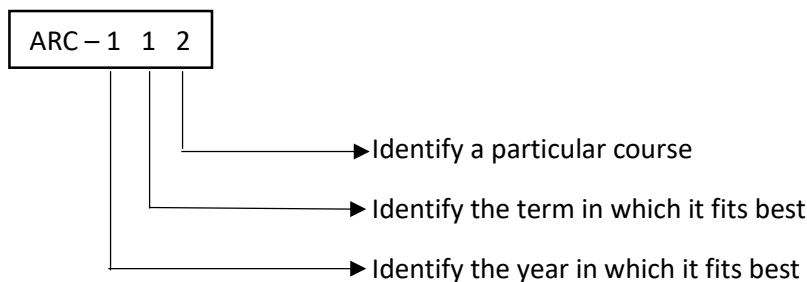 ARC – 1 1 2
Identify a particular course
Identify the term in which it fits best
Identify the year in which it fits best